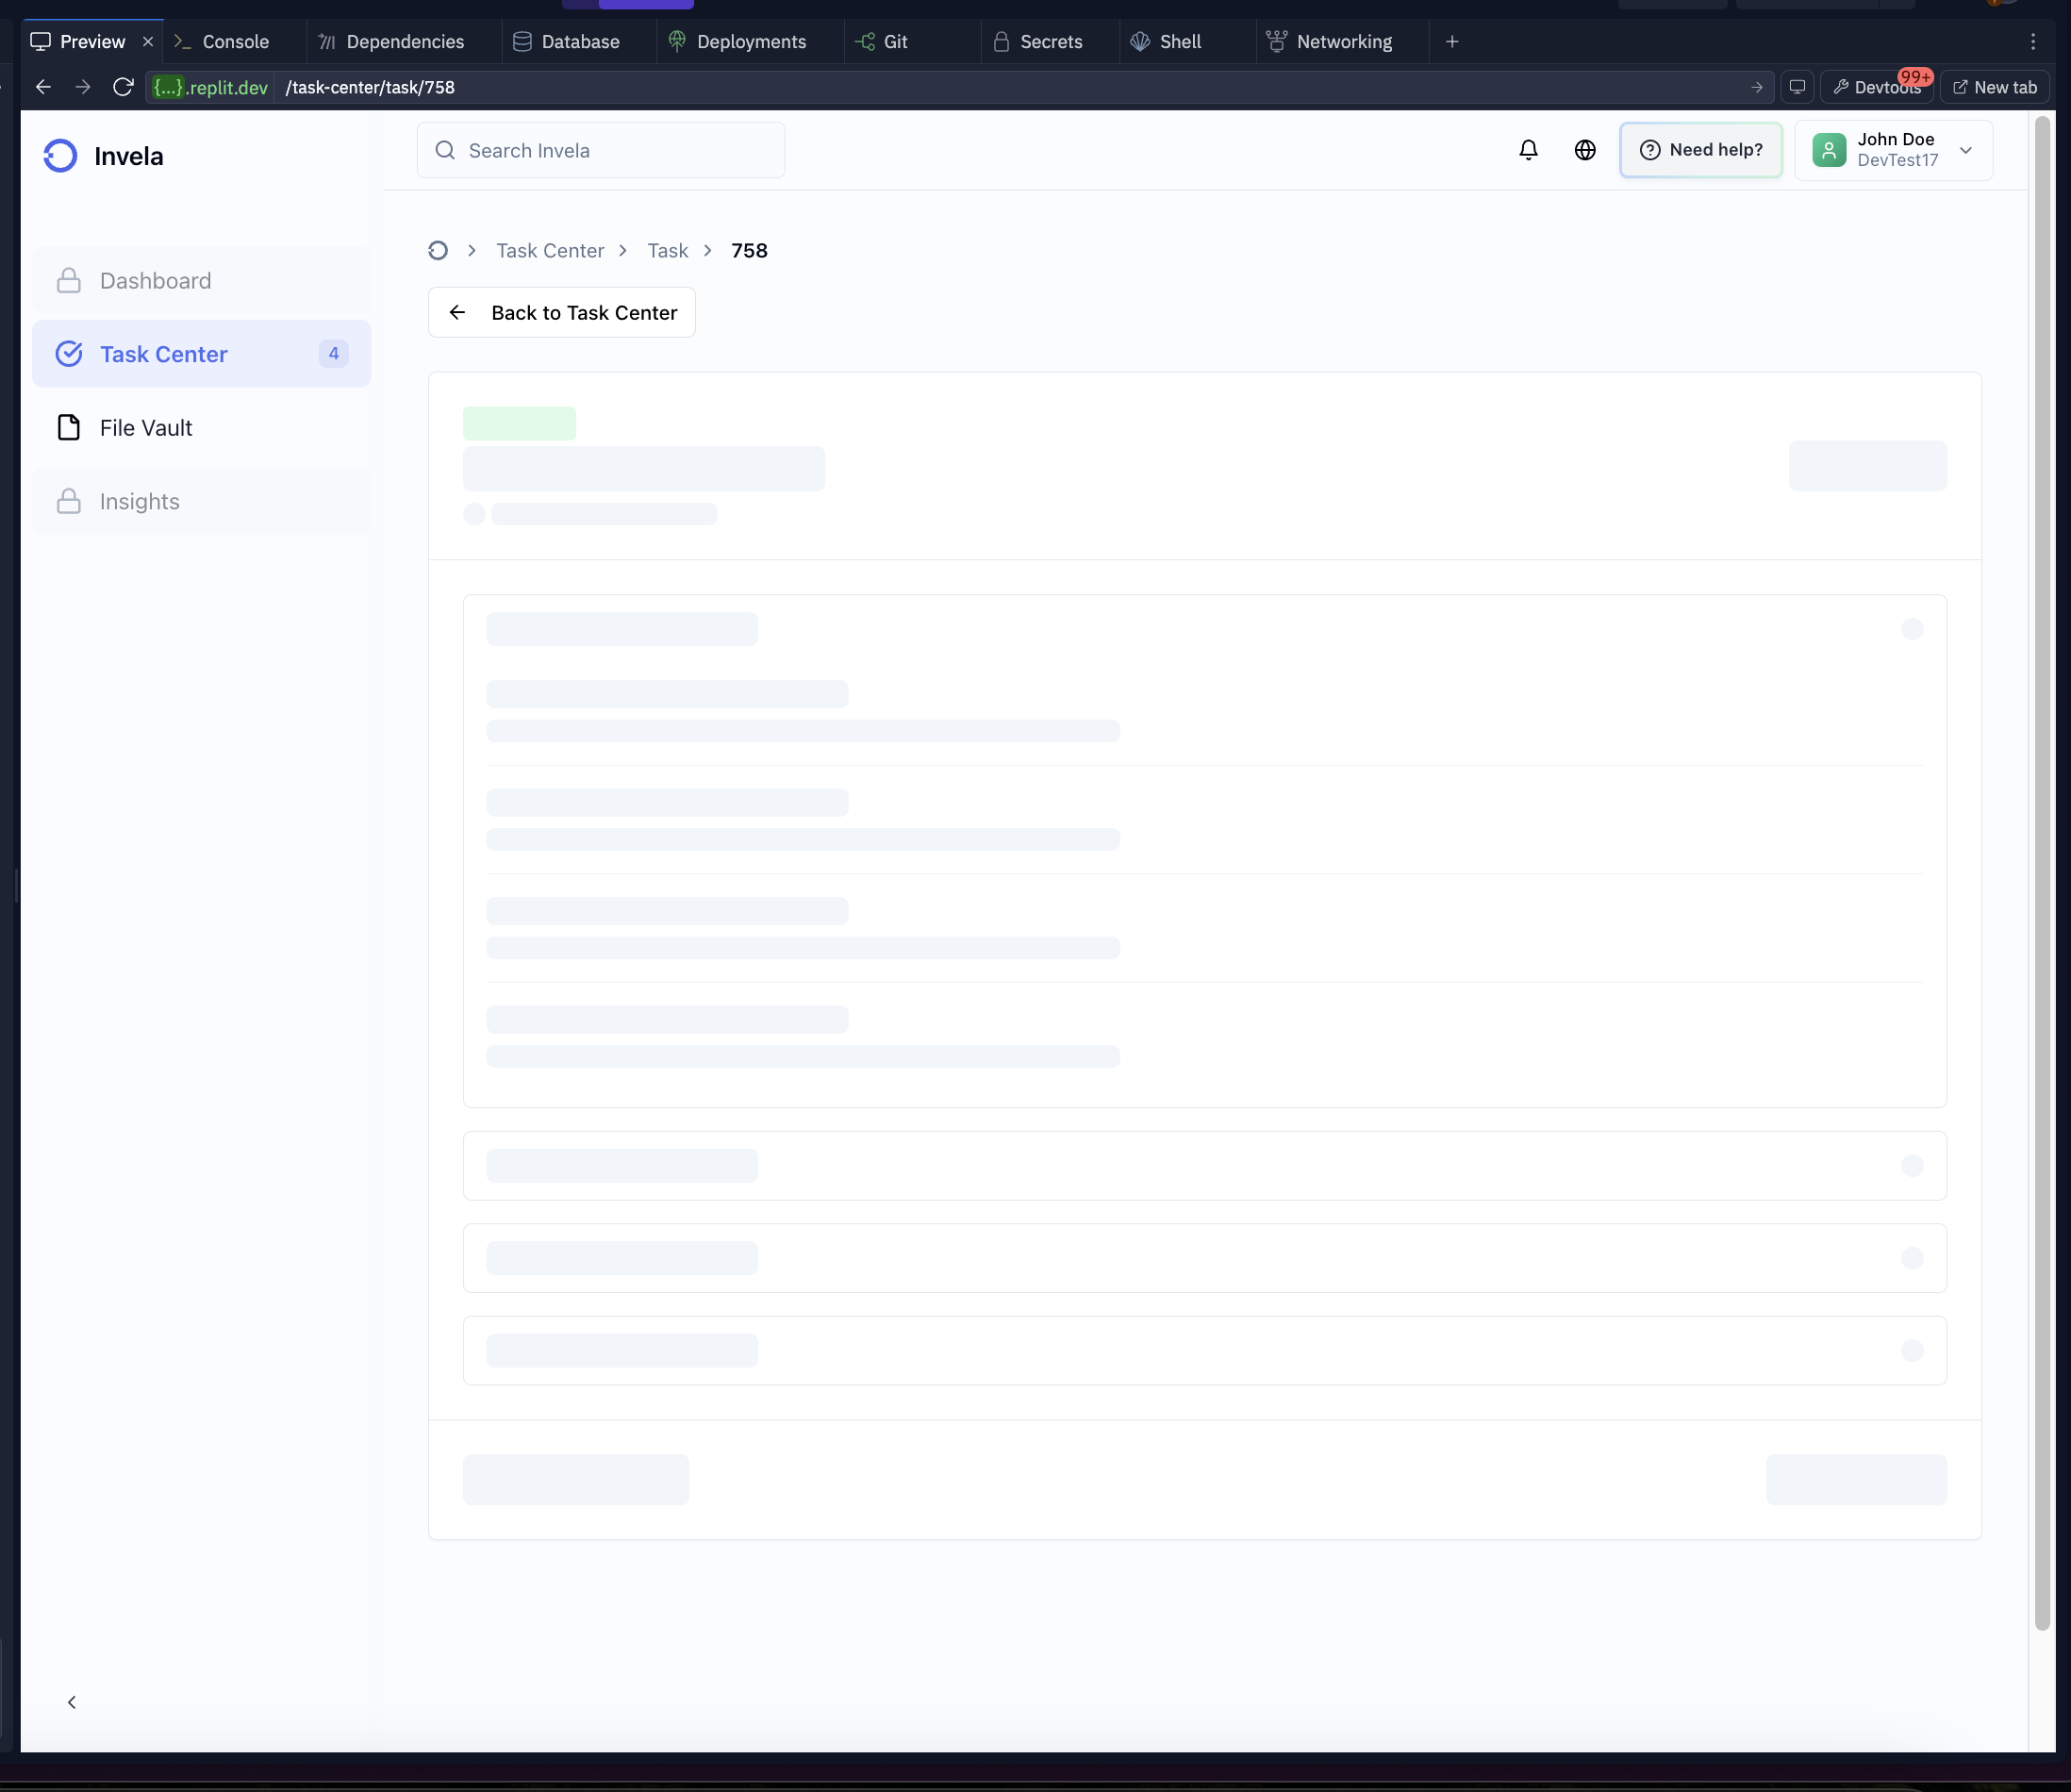 Preview
Console
Dependencies
Database
Deployments
Git
Secrets
Shell
Networking
{...}.replit.dev
/task-center/task/758
Devtools
99+
New tab
Invela
Search Invela
Need help?
John Doe
DevTest17
Dashboard
Task Center
4
File Vault
Insights
Task Center
Task
758
Back to Task Center